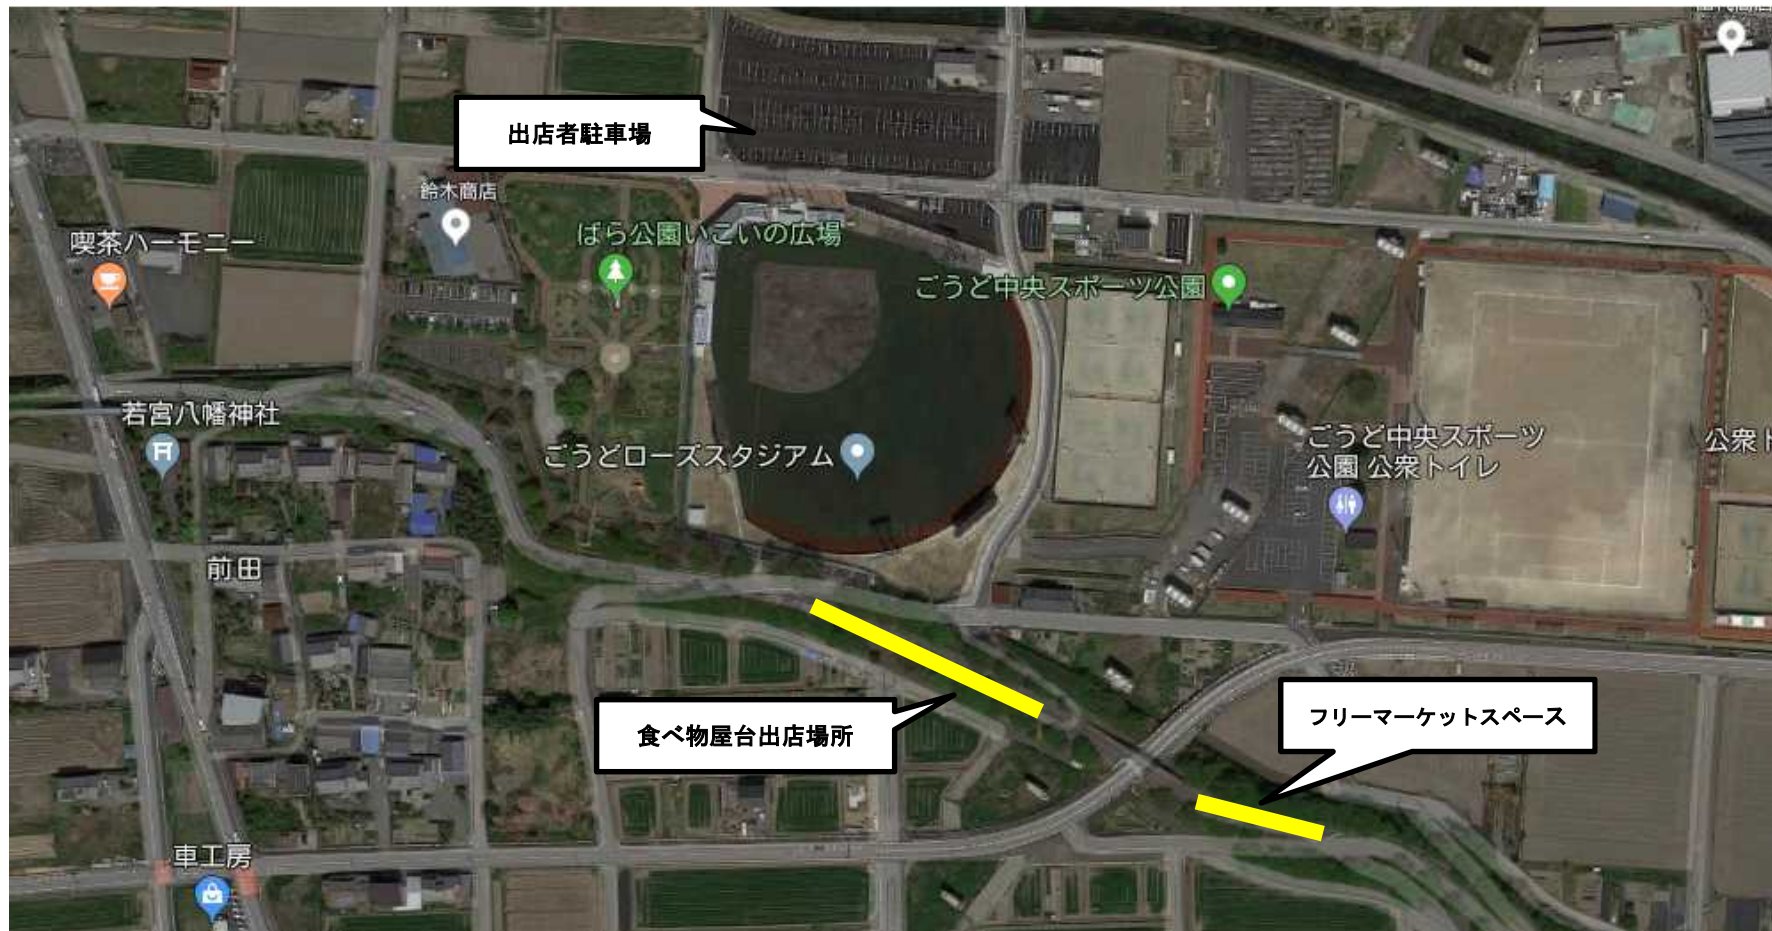 出店者駐車場
鈴木商店
喫茶ハーモニー
ばら公園いこいの広場
ごうど中央スポーツ公園
若宮八幡神社
ごうどローズスタジアム
ごうど中央スポーツ
公園 公衆トイレ
公衆ト
前田
食べ物屋台出店場所
フリーマーケットスペース
車工房